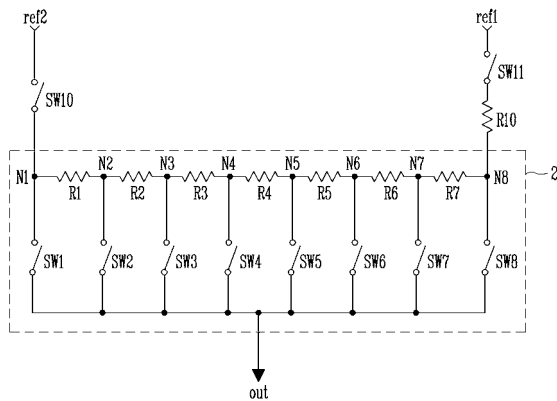 ref2 ref1
SW10 SW11
R10
N1 N2 N3 N4 N5 N6 N7 N8 2
R1 R2 R3 R4 R5 R6 R7
SW1 SW2 SW3 SW4 SW5 SW6 SW7 SW8
out